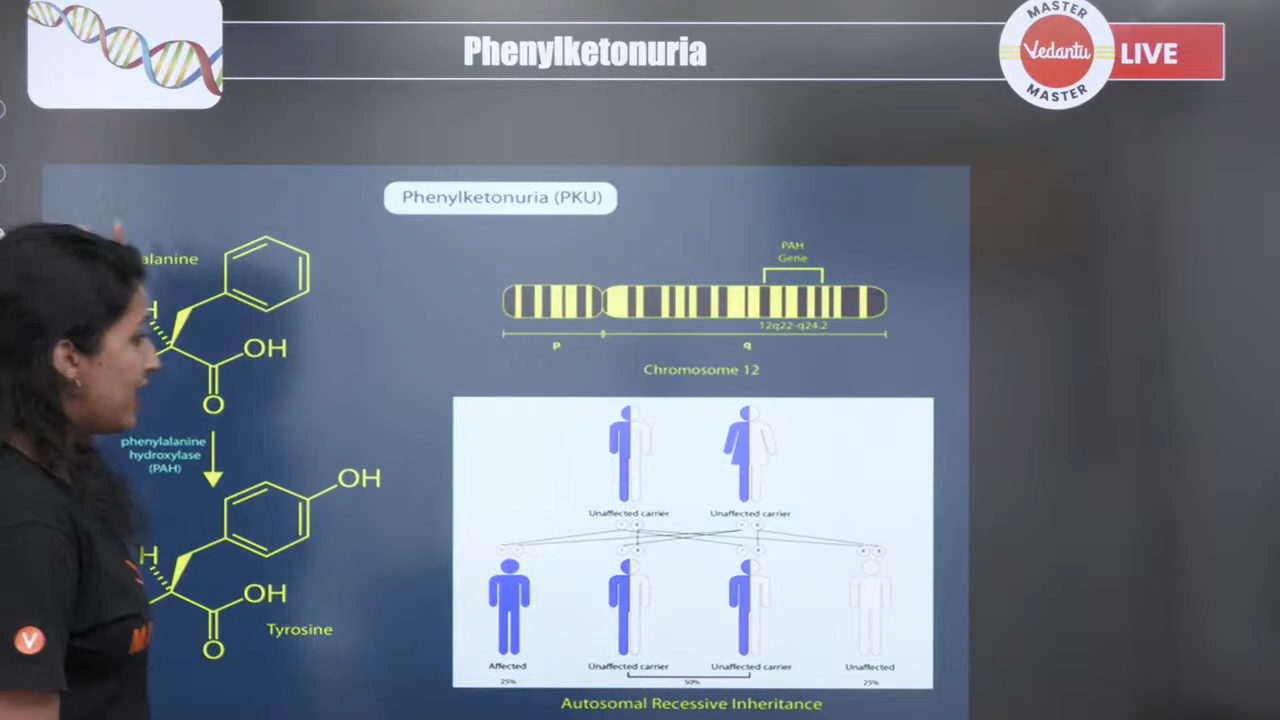 Phenylketonuria
MASTER
Vedantu
MASTER
LIVE
Phenylketonuria (PKU)
alanine
H
OH
O
phenylalanine
hydroxylase
(PAH)
OH
H
OH
O
Tyrosine
PAH
Gene
12q22-q24.2
p
q
Chromosome 12
Unaffected carrier
Unaffected carrier
Affected
Unaffected carrier
Unaffected carrier
Unaffected
25%
50%
25%
Autosomal Recessive Inheritance
V